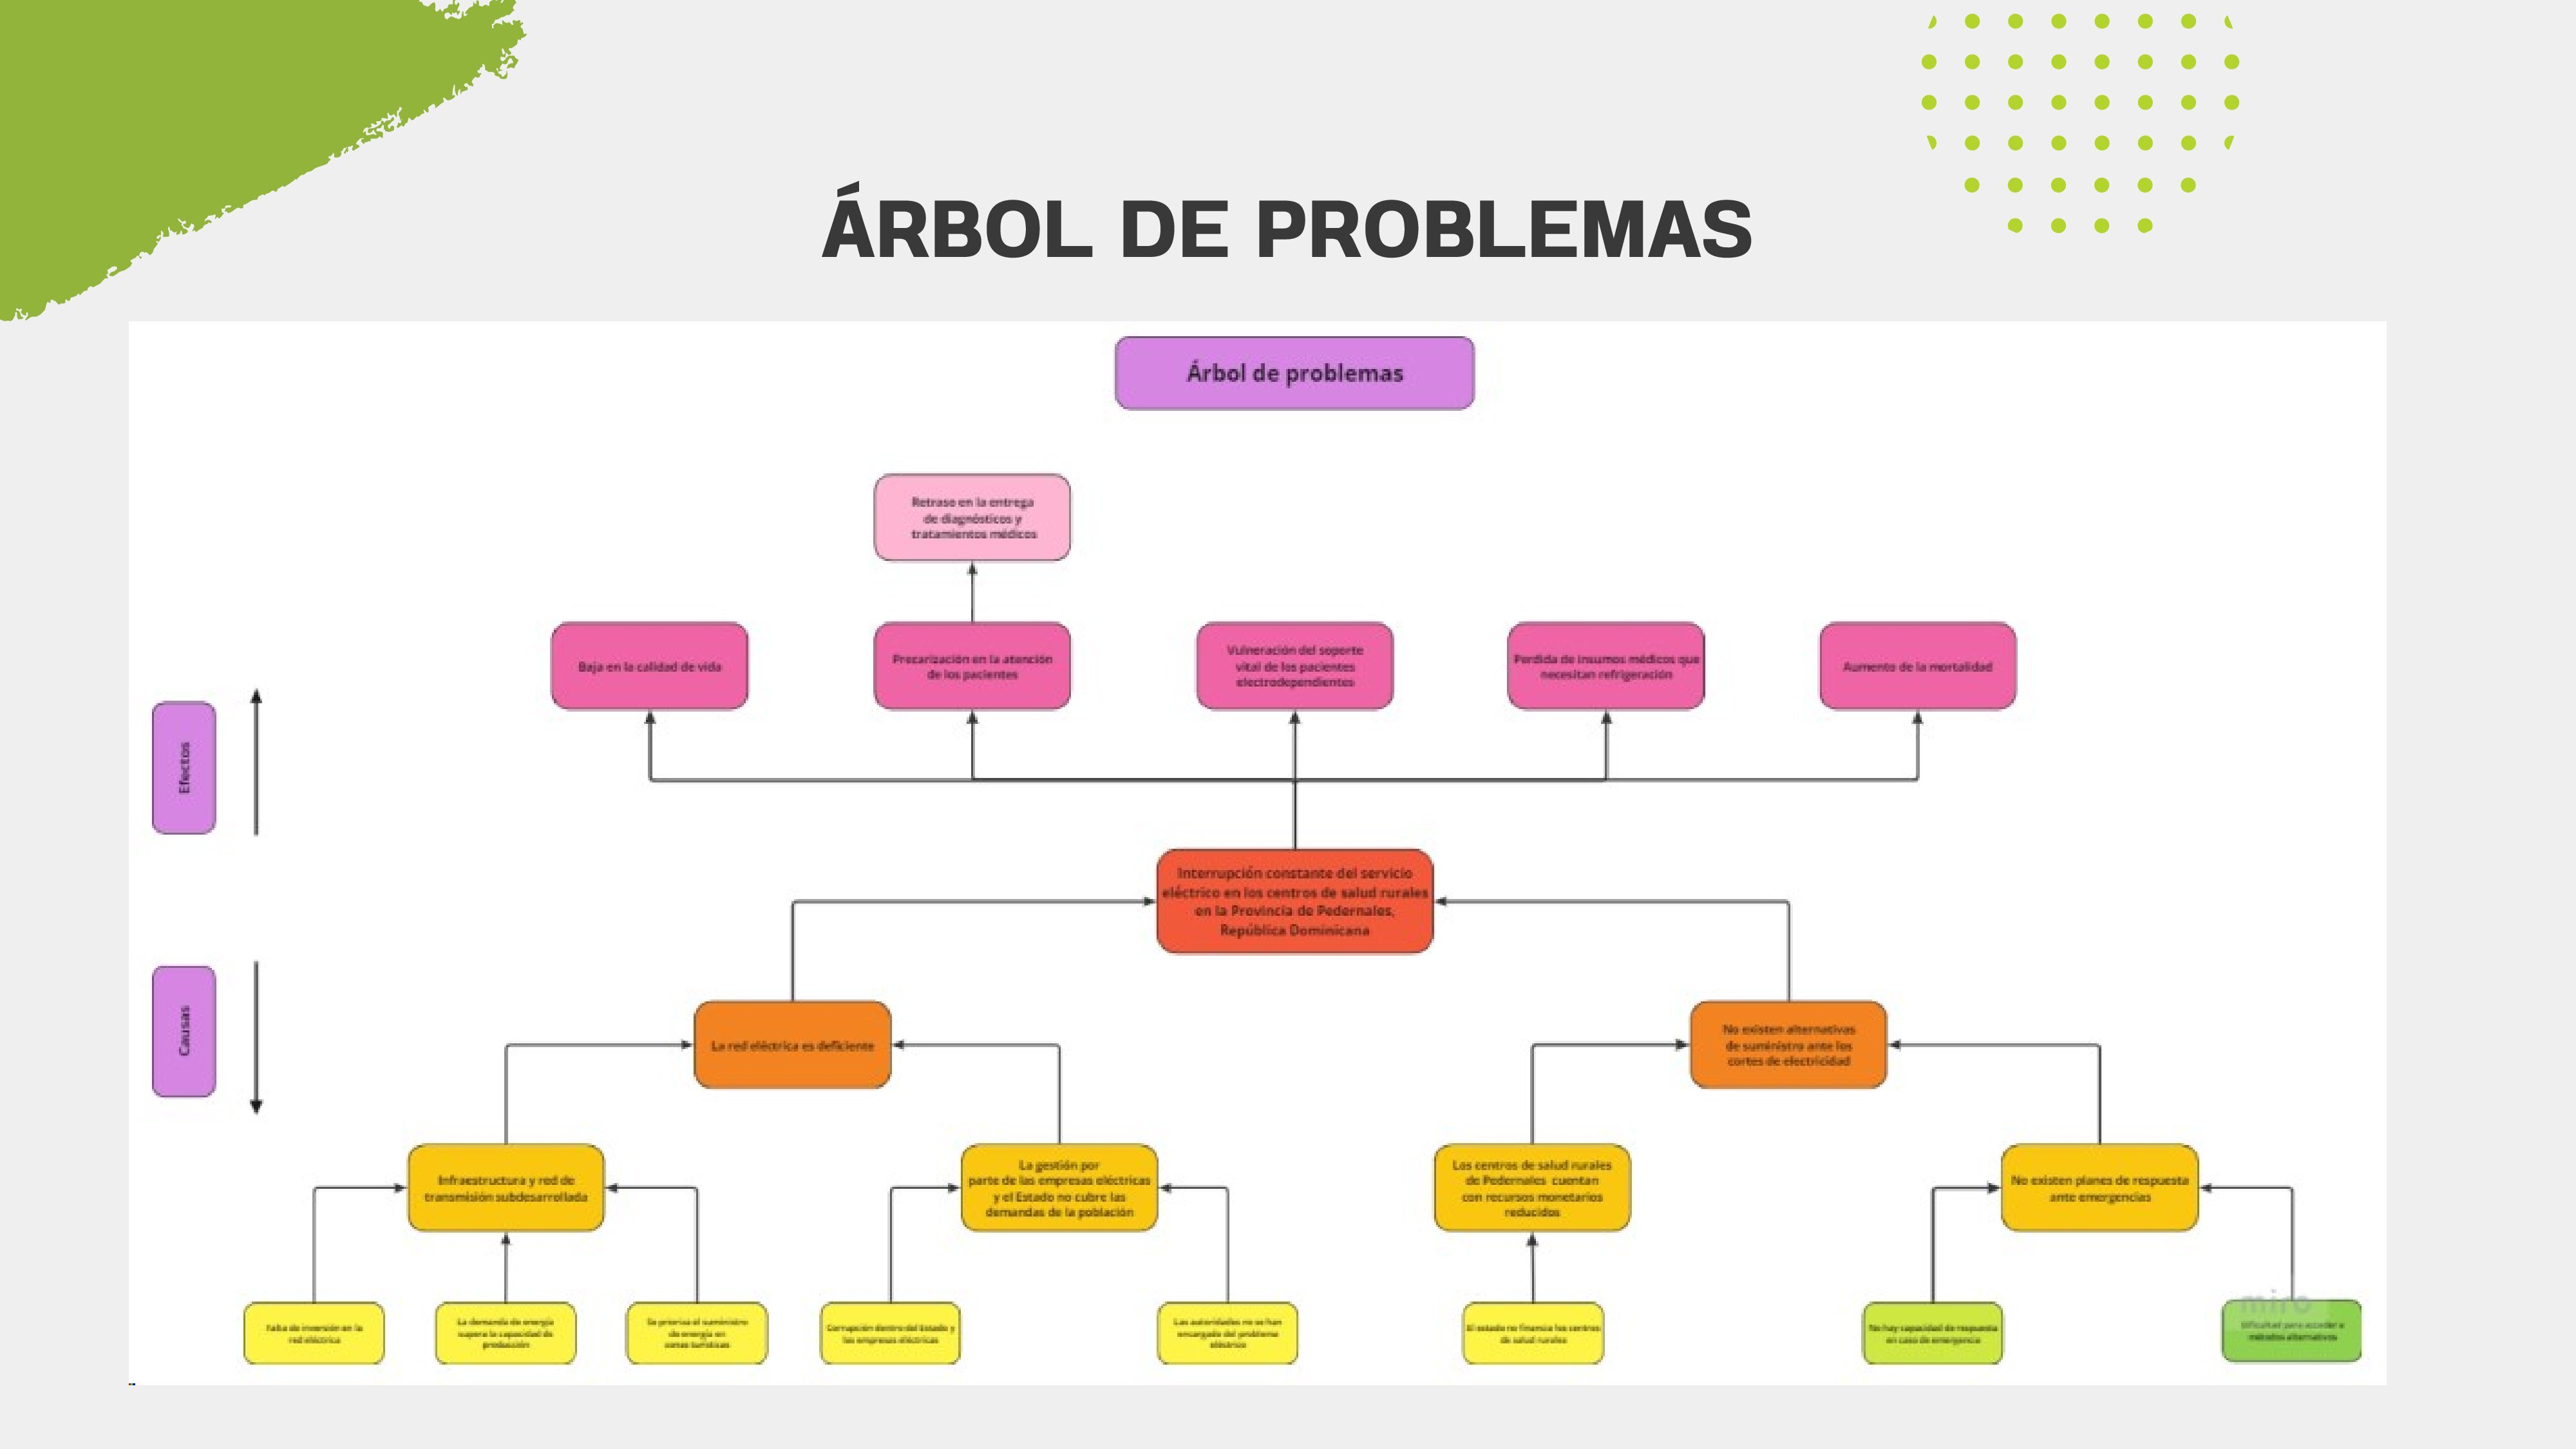 ÁRBOL DE PROBLEMAS
Árbol de problemas
Retraso en la entrega
de diagnósticos y
tratamientos médicos
Baja en la calidad de vida
Precarización en la atención
de los pacientes
Vulneración del soporte
vital de los pacientes
electrodependientes
Perdida de insumos médicos que
necesitan refrigeración
Aumento de la mortalidad
Efectos
Interrupción constante del servicio
eléctrico en los centros de salud rurales
en la Provincia de Pedernales,
República Dominicana
Causas
La red eléctrica es deficiente
No existen alternativas
de suministro ante los
cortes de electricidad
Infraestructura y red de
transmisión subdesarrollada
La gestión por
parte de las empresas eléctricas
y el Estado no cubre las
demandas de la población
Los centros de salud rurales
de Pedernales cuentan
con recursos monetarios
reducidos
No existen planes de respuesta
ante emergencias
Falta de inversión en la
red eléctrica
La demanda de energía
supera la capacidad de
producción
Se prioriza el suministro
de energía en
zonas turísticas
Corrupción dentro del Estado y
las empresas eléctricas
Las autoridades no se han
encargado del problema
eléctrico
El estado no financia los centros
de salud rurales
No hay capacidad de respuesta
en caso de emergencia
miro
Dificultad para acceder a
métodos alternativos